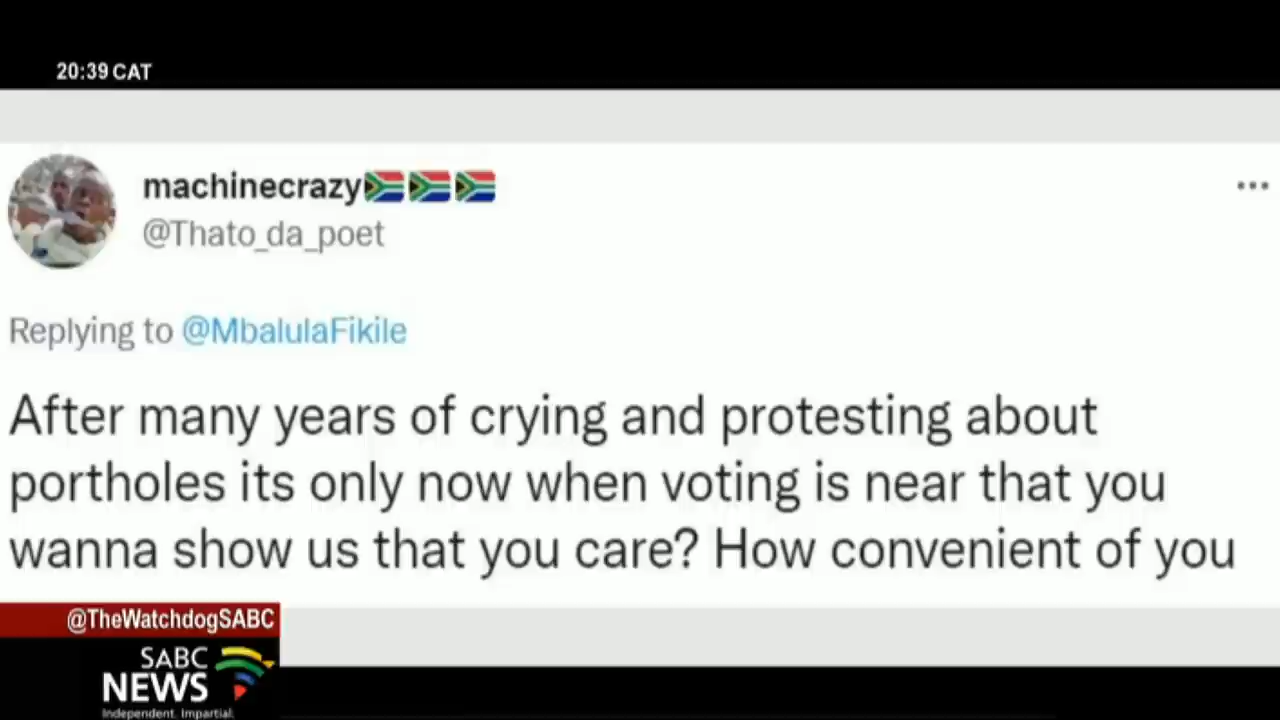 20:39 CAT
machinecrazy🇿🇦🇿🇦🇿🇦
@Thato_da_poet
Replying to @MbalulaFikile
After many years of crying and protesting about
portholes its only now when voting is near that you
wanna show us that you care? How convenient of you
@TheWatchdogSABC
SABC
NEWS
Independent. Impartial.